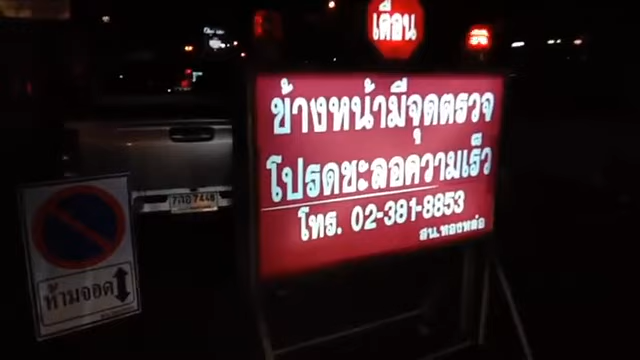 เตือน
ข้างหน้ามีจุดตรวจ
โปรดชะลอความเร็ว
โทร. 02-381-8853
สน.ทองหล่อ
ห้ามจอด